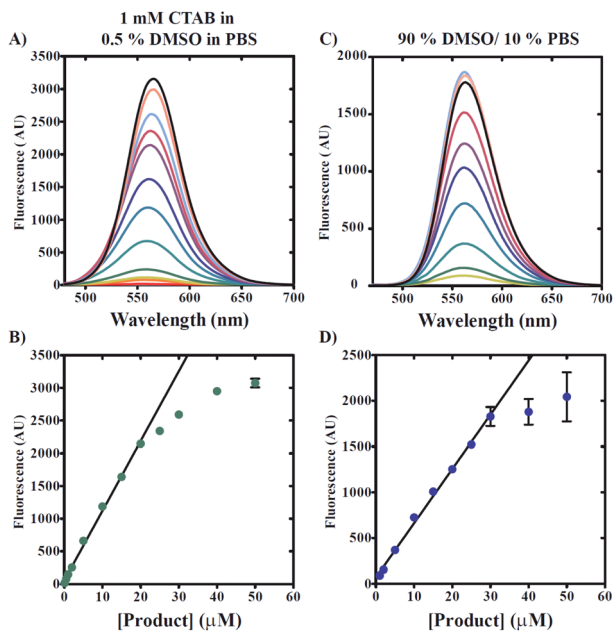 1 mM CTAB in
A) 0.5 % DMSO in PBS
C) 90 % DMSO/ 10 % PBS
3500
3000
2500
2000
1500
1000
500
0
Fluorescence ( AU)
500 550 600 650 700
Wavelength (nm)
2000
1500
1000
500
0
Fluorescence ( AU)
500 550 600 650 700
Wavelength (nm)
B)
3500
3000
2500
2000
1500
1000
500
0
Fluorescence (AU)
0 10 20 30 40 50 60
[Product] (μM)
D)
2500
2000
1500
1000
500
0
Fluorescence (AU)
0 10 20 30 40 50 60
[Product] (μM)